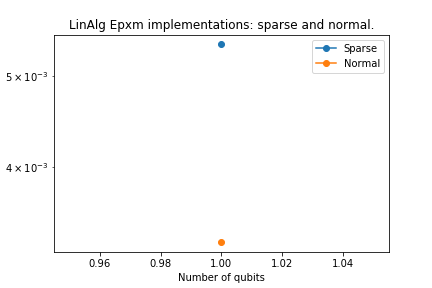 LinAlg Epxm implementations: sparse and normal.
Sparse
Normal
5 × 10⁻³
4 × 10⁻³
0.96 0.98 1.00 1.02 1.04
Number of qubits